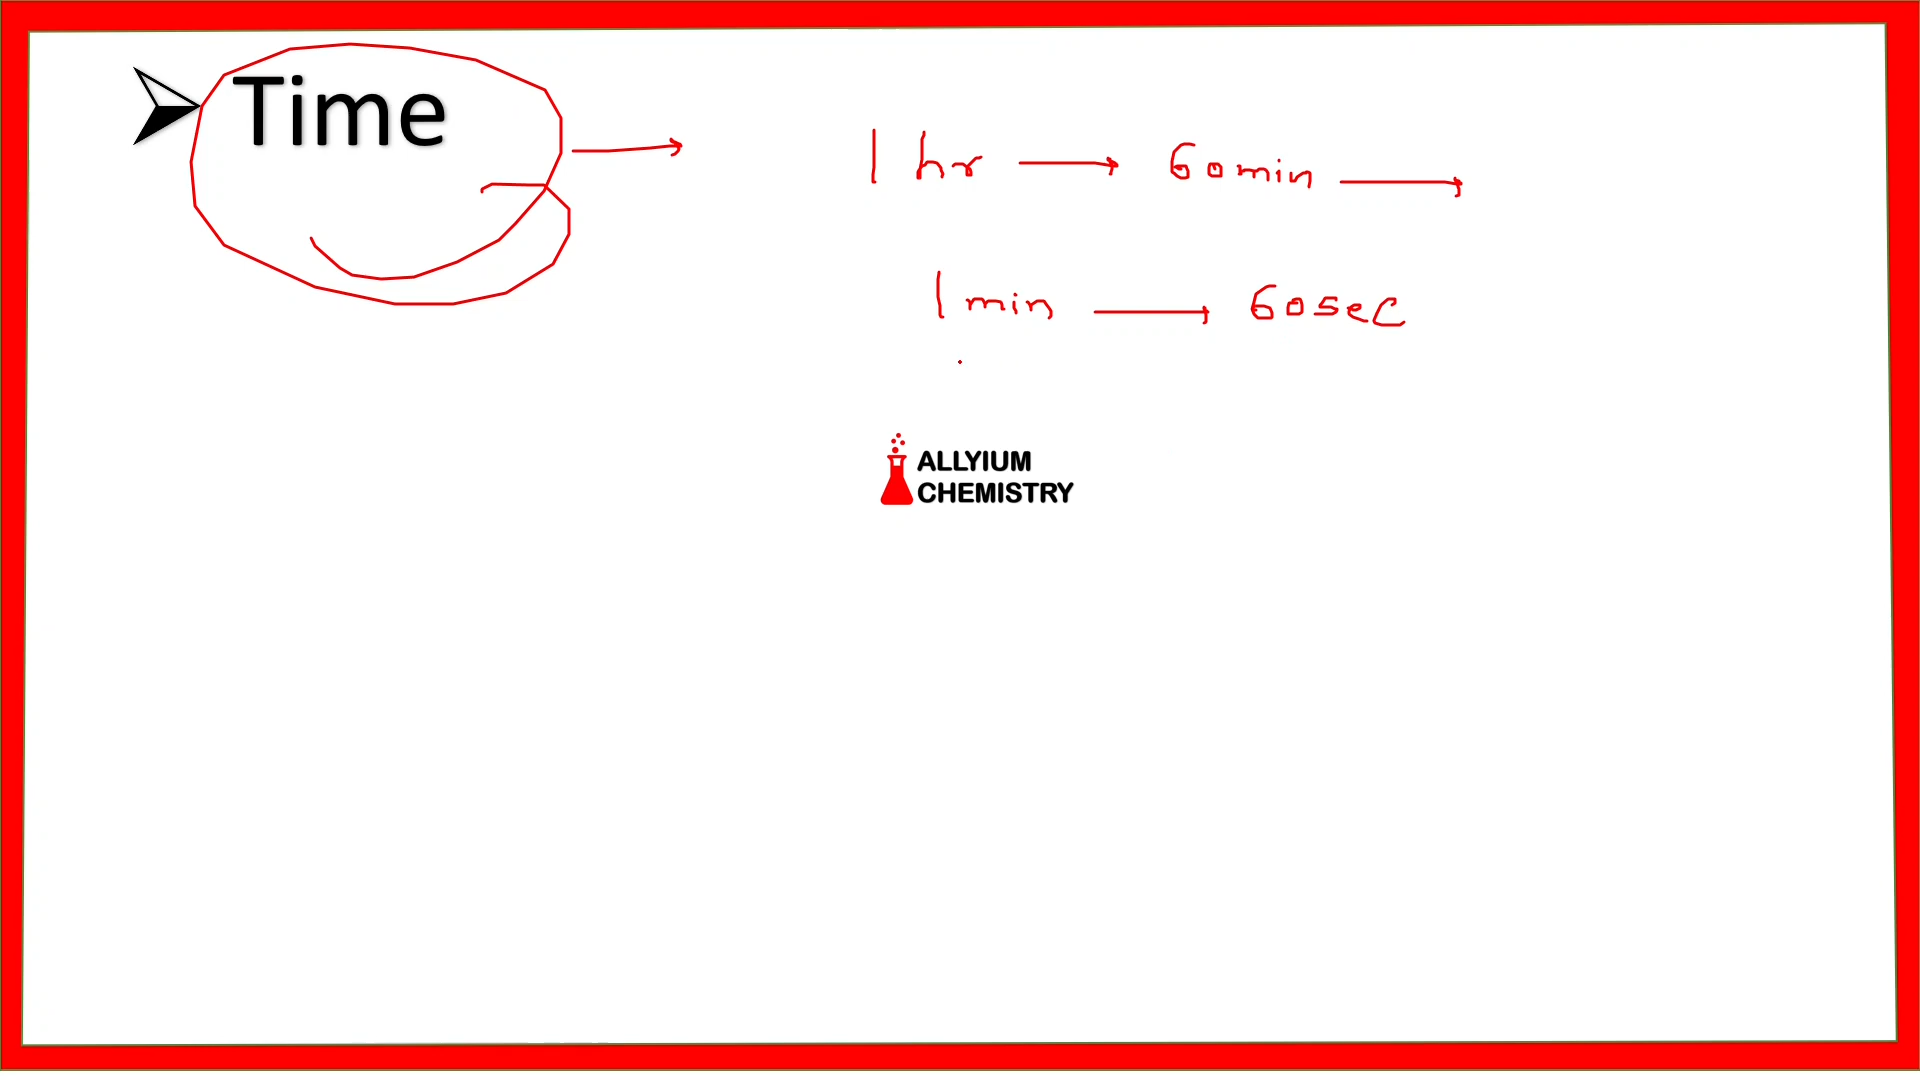 Time
1 hr → 60 min →
1 min → 60 sec
ALLYIUM
CHEMISTRY